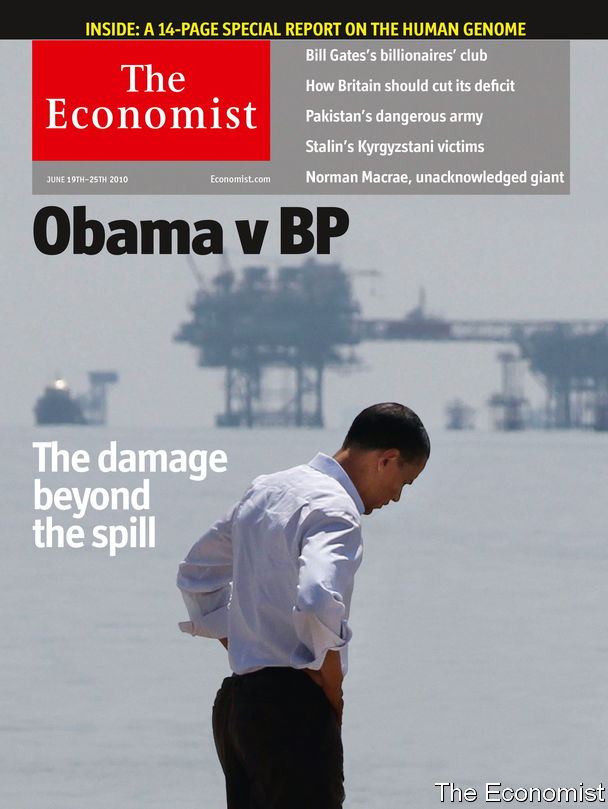 INSIDE: A 14-PAGE SPECIAL REPORT ON THE HUMAN GENOME
The
Economist
JUNE 19TH–25TH 2010 Economist.com
Bill Gates's billionaires' club
How Britain should cut its deficit
Pakistan's dangerous army
Stalin's Kyrgyzstani victims
Norman Macrae, unacknowledged giant
Obama v BP
The damage
beyond
the spill
The Economist